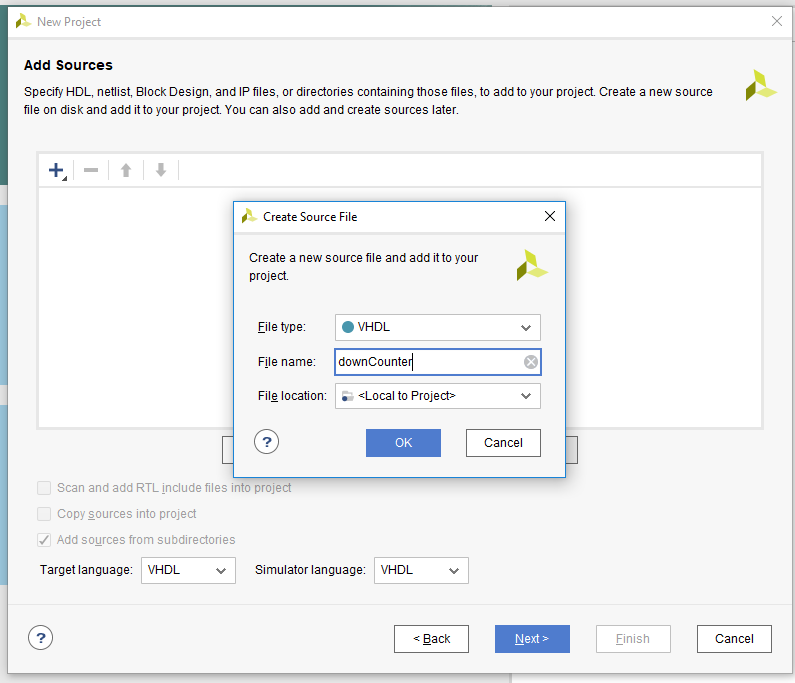 New Project
Add Sources
Specify HDL, netlist, Block Design, and IP files, or directories containing those files, to add to your project. Create a new source
file on disk and add it to your project. You can also add and create sources later.
Create Source File
Create a new source file and add it to your
project.
File type: VHDL
File name: downCounter
File location: <Local to Project>
? OK Cancel
Scan and add RTL include files into project
Copy sources into project
Add sources from subdirectories
Target language: VHDL Simulator language: VHDL
? < Back Next > Finish Cancel